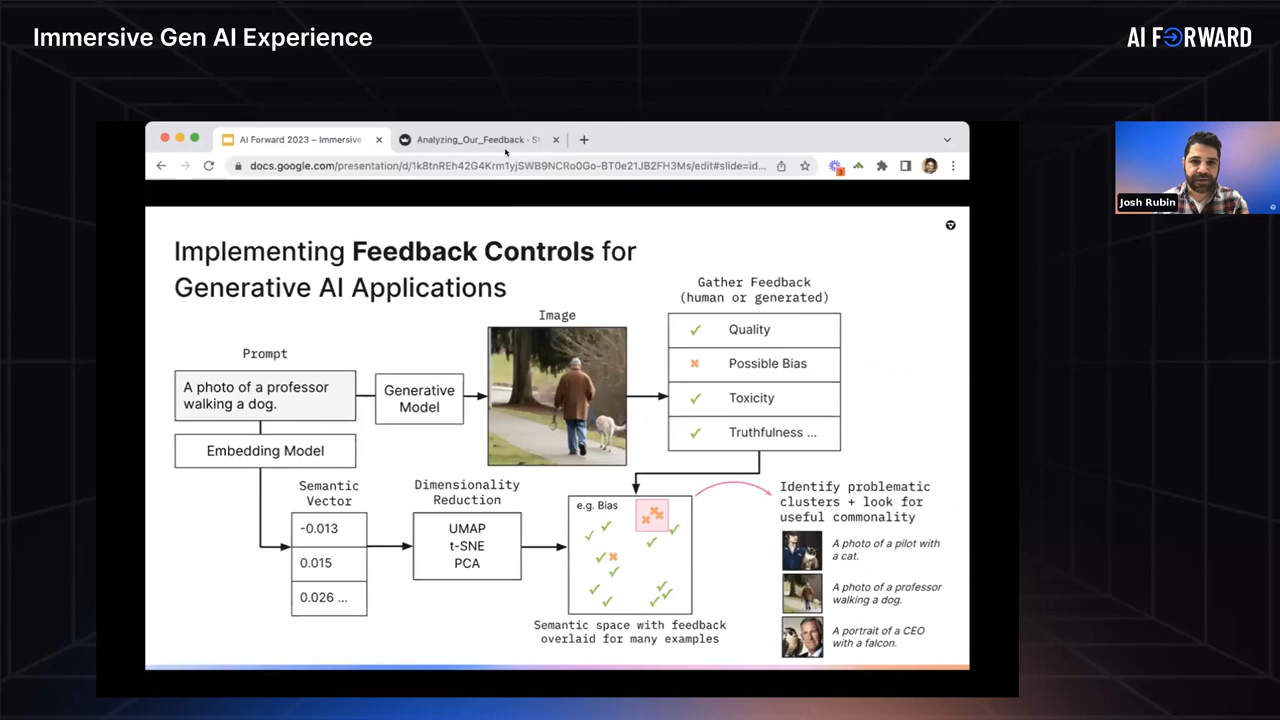 Immersive Gen AI Experience
AI FORWARD
AI Forward 2023 – Immersive
Analyzing_Our_Feedback - St
docs.google.com/presentation/d/1k8tnREh42G4Krm1yjSWB9NCRo0Go-BT0e21JB2FH3Ms/edit#slide=id...
Josh Rubin
Implementing Feedback Controls for
Generative AI Applications
Gather Feedback
(human or generated)
Quality
Possible Bias
Toxicity
Truthfulness ...
Image
Prompt
A photo of a professor
walking a dog.
Generative
Model
Embedding Model
Semantic
Vector
-0.013
0.015
0.026 ...
Dimensionality
Reduction
UMAP
t-SNE
PCA
e.g. Bias
Semantic space with feedback
overlaid for many examples
Identify problematic
clusters + look for
useful commonality
A photo of a pilot with
a cat.
A photo of a professor
walking a dog.
A portrait of a CEO
with a falcon.